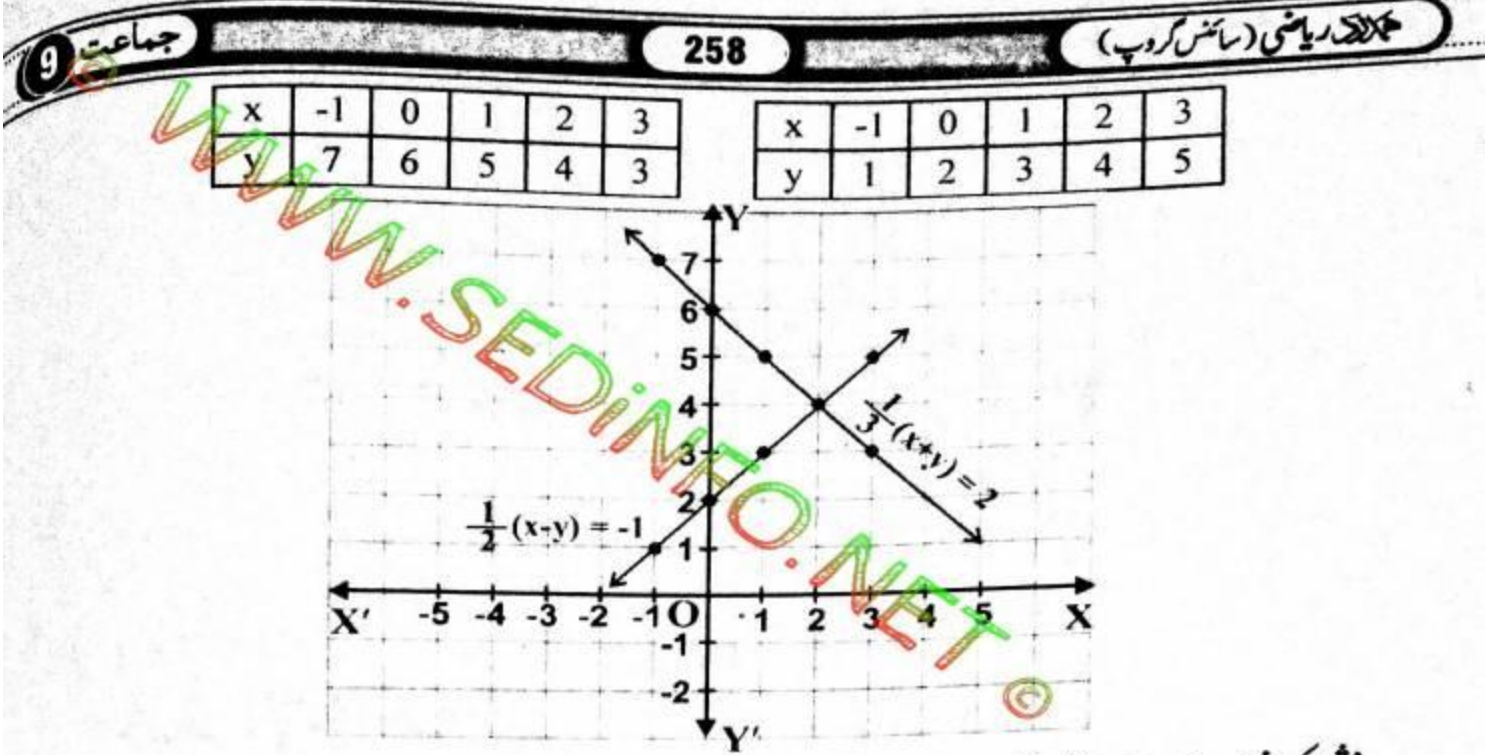 جماعت 9
258
ریاضی (سائنس گروپ)
x -1 0 1 2 3
y 7 6 5 4 3
x -1 0 1 2 3
y 1 2 3 4 5
Y
7
6
5
4
3
2
1
1/3 (x+y) = 2
1/2 (x-y) = -1
X' -5 -4 -3 -2 -1 O 1 2 3 4 5 X
-1
-2
Y'
© WWW.SEDiNFO.NET ©